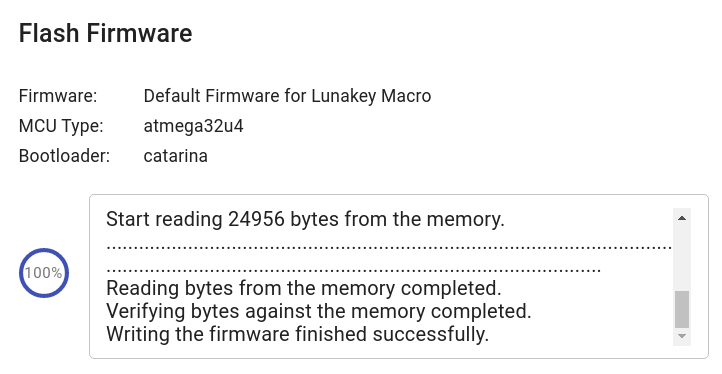 Flash Firmware
Firmware: Default Firmware for Lunakey Macro
MCU Type: atmega32u4
Bootloader: catarina
100%
Start reading 24956 bytes from the memory.
.............................................................................................................
...............................................................................................
Reading bytes from the memory completed.
Verifying bytes against the memory completed.
Writing the firmware finished successfully.